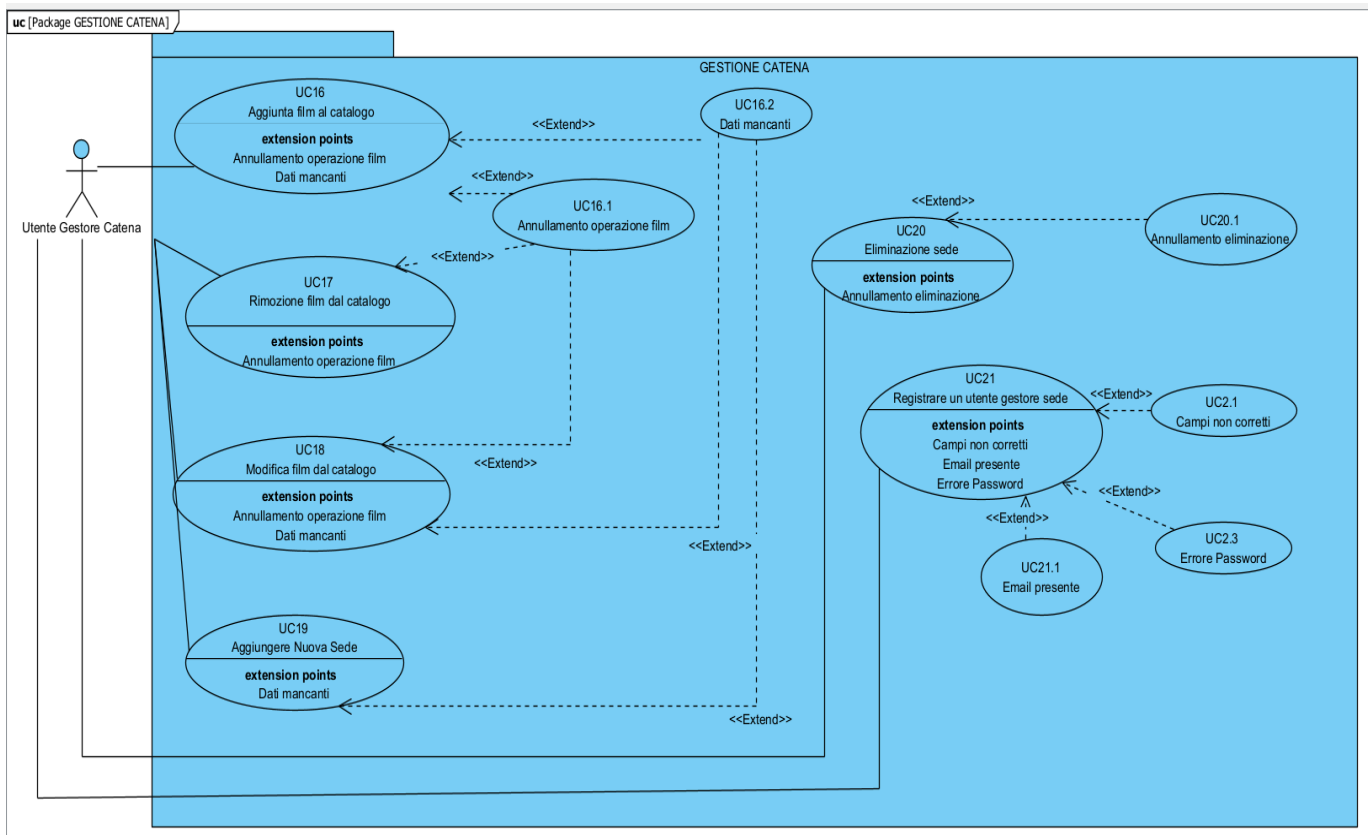 uc [Package GESTIONE CATENA]
GESTIONE CATENA
Utente Gestore Catena
UC16
Aggiunta film al catalogo
extension points
Annullamento operazione film
Dati mancanti
<<Extend>>
UC16.2
Dati mancanti
<<Extend>>
UC16.1
Annullamento operazione film
<<Extend>>
UC17
Rimozione film dal catalogo
extension points
Annullamento operazione film
UC18
Modifica film dal catalogo
extension points
Annullamento operazione film
Dati mancanti
<<Extend>>
<<Extend>>
UC19
Aggiungere Nuova Sede
extension points
Dati mancanti
<<Extend>>
UC20
Eliminazione sede
extension points
Annullamento eliminazione
<<Extend>>
UC20.1
Annullamento eliminazione
UC21
Registrare un utente gestore sede
extension points
Campi non corretti
Email presente
Errore Password
<<Extend>>
UC2.1
Campi non corretti
<<Extend>>
UC2.3
Errore Password
<<Extend>>
UC21.1
Email presente